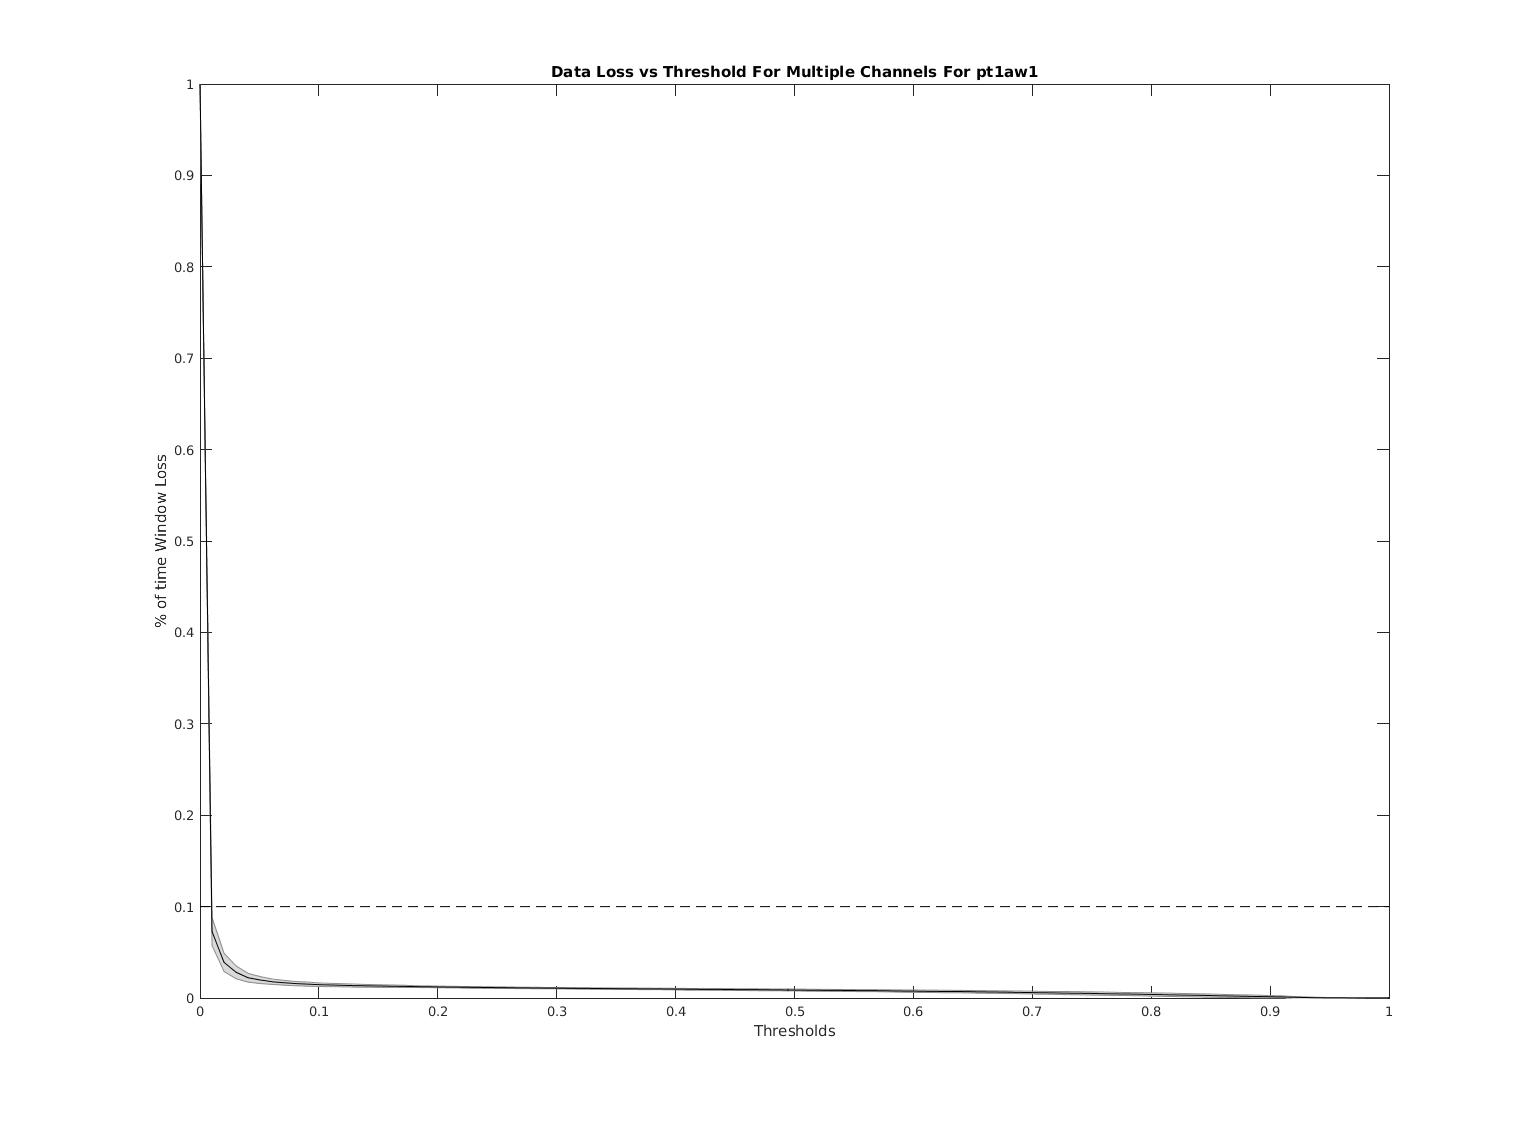 Data Loss vs Threshold For Multiple Channels For pt1aw1
1
0.9
0.8
0.7
0.6
0.5
0.4
0.3
0.2
0.1
0
% of time Window Loss
0 0.1 0.2 0.3 0.4 0.5 0.6 0.7 0.8 0.9 1
Thresholds